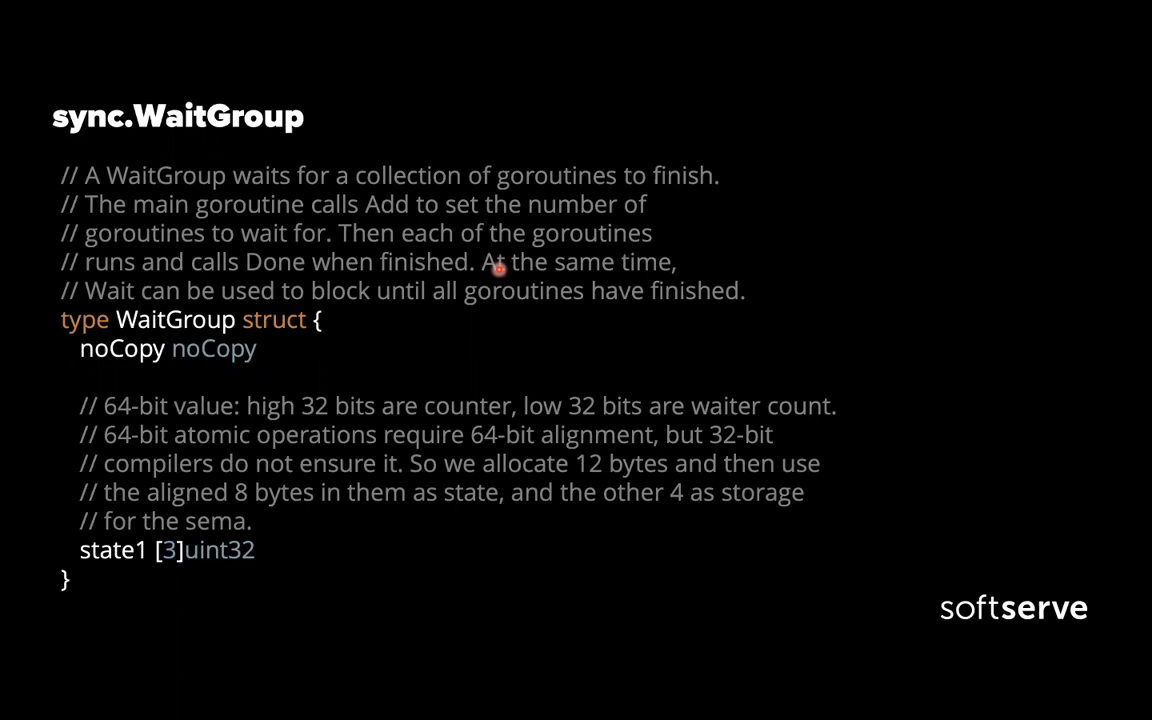 sync.WaitGroup
// A WaitGroup waits for a collection of goroutines to finish.
// The main goroutine calls Add to set the number of
// goroutines to wait for. Then each of the goroutines
// runs and calls Done when finished. At the same time,
// Wait can be used to block until all goroutines have finished.
type WaitGroup struct {
noCopy noCopy
// 64-bit value: high 32 bits are counter, low 32 bits are waiter count.
// 64-bit atomic operations require 64-bit alignment, but 32-bit
// compilers do not ensure it. So we allocate 12 bytes and then use
// the aligned 8 bytes in them as state, and the other 4 as storage
// for the sema.
state1 [3]uint32
}
softserve